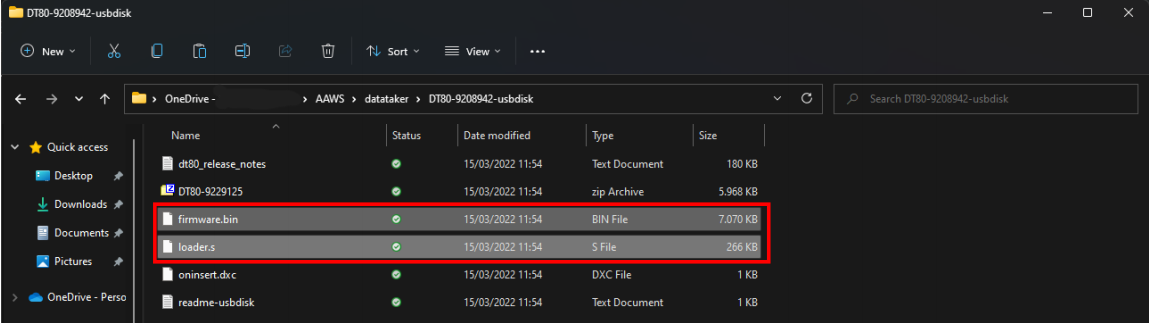 DT80-9208942-usbdisk
New Sort View
OneDrive - AAWS datataker DT80-9208942-usbdisk Search DT80-9208942-usbdisk
Name Status Date modified Type Size
Quick access
Desktop
Downloads
Documents
Pictures
OneDrive - Perso
dt80_release_notes 15/03/2022 11:54 Text Document 180 KB
DT80-9229125 15/03/2022 11:54 zip Archive 5.968 KB
firmware.bin 15/03/2022 11:54 BIN File 7.070 KB
loader.s 15/03/2022 11:54 S File 266 KB
oninsert.dxc 15/03/2022 11:54 DXC File 1 KB
readme-usbdisk 15/03/2022 11:54 Text Document 1 KB